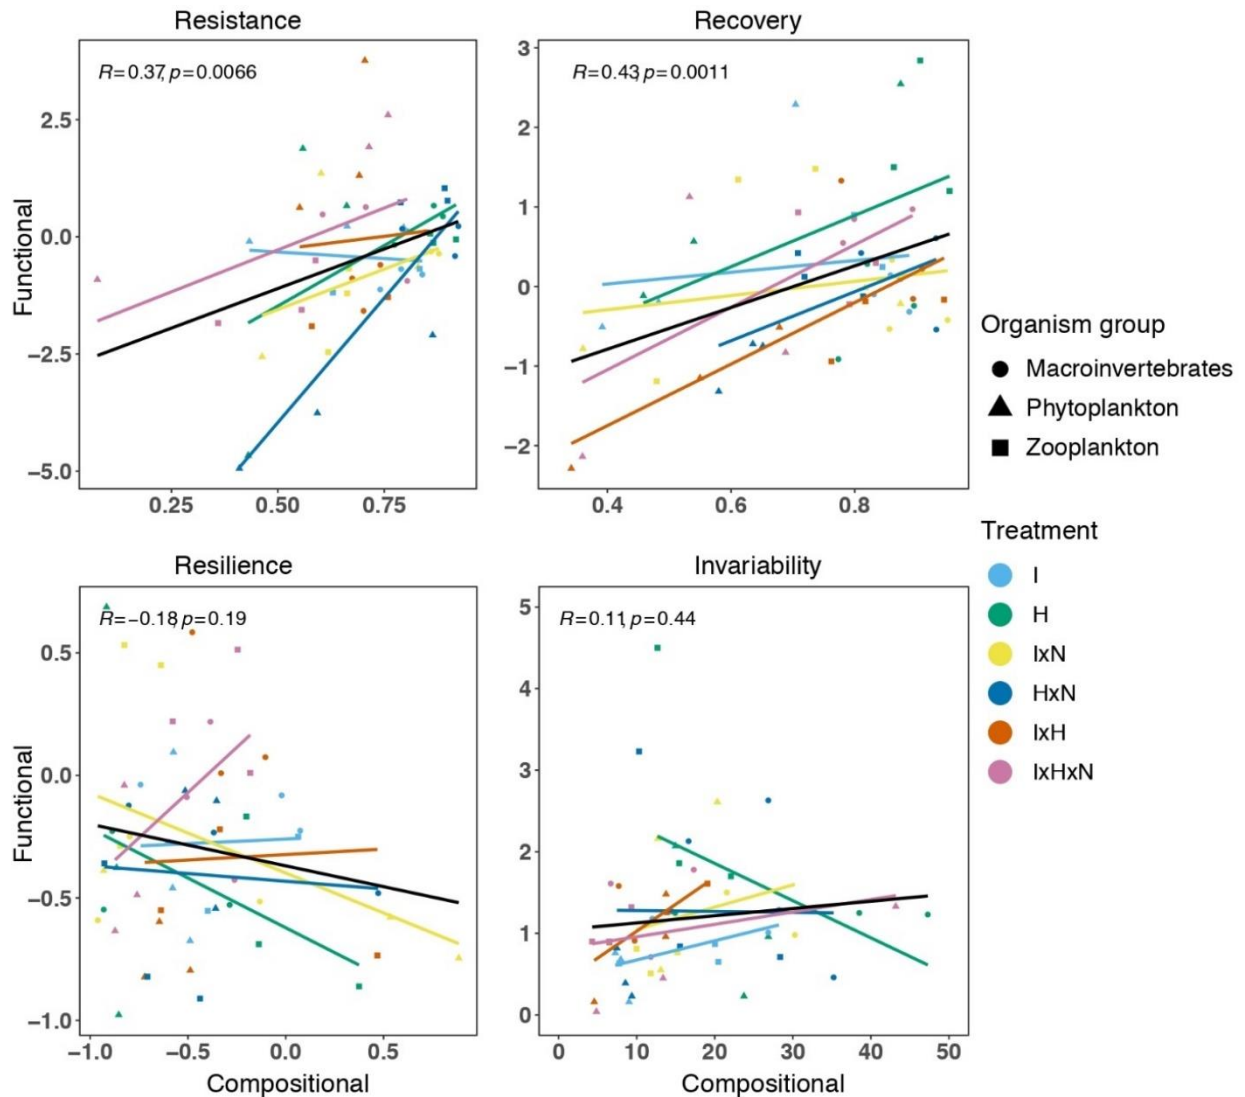 Resistance
Recovery
R=0.37, p=0.0066
R=0.43, p=0.0011
Functional
2.5
0.0
−2.5
−5.0
3
2
1
0
−1
−2
0.25 0.50 0.75
0.4 0.6 0.8
Resilience
Invariability
R=−0.18, p=0.19
R=0.11, p=0.44
Functional
0.5
0.0
−0.5
−1.0
5
4
3
2
1
0
−1.0 −0.5 0.0 0.5
0 10 20 30 40 50
Compositional
Compositional
Organism group
Macroinvertebrates
Phytoplankton
Zooplankton
Treatment
I
H
IxN
HxN
IxH
IxHxN